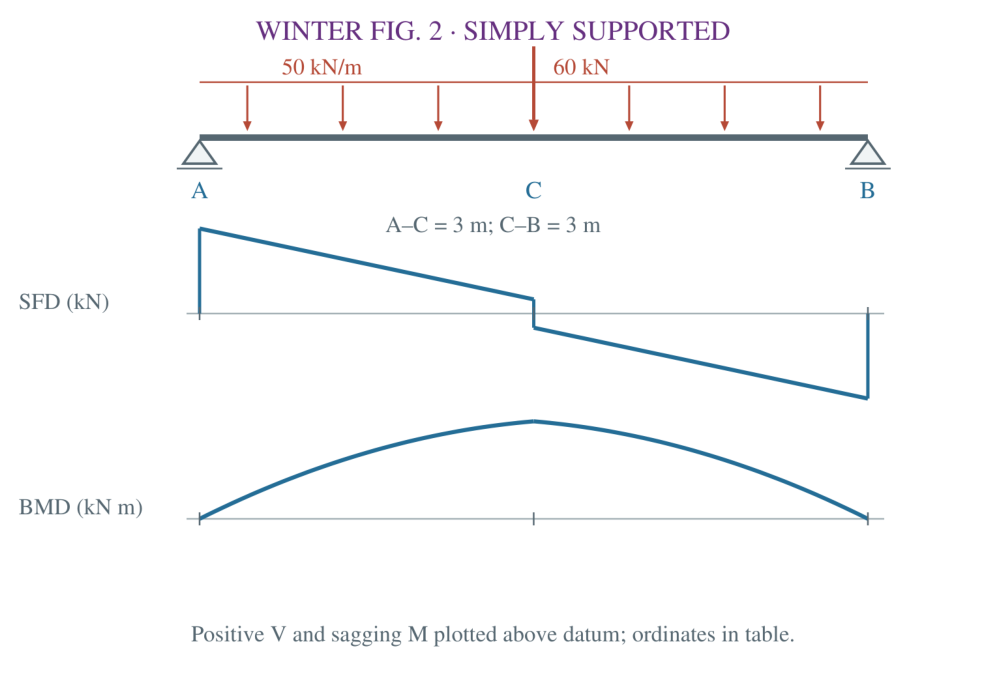 WINTER FIG. 2 · SIMPLY SUPPORTED
50 kN/m
60 kN
A
C
B
A–C = 3 m; C–B = 3 m
SFD (kN)
BMD (kN m)
Positive V and sagging M plotted above datum; ordinates in table.